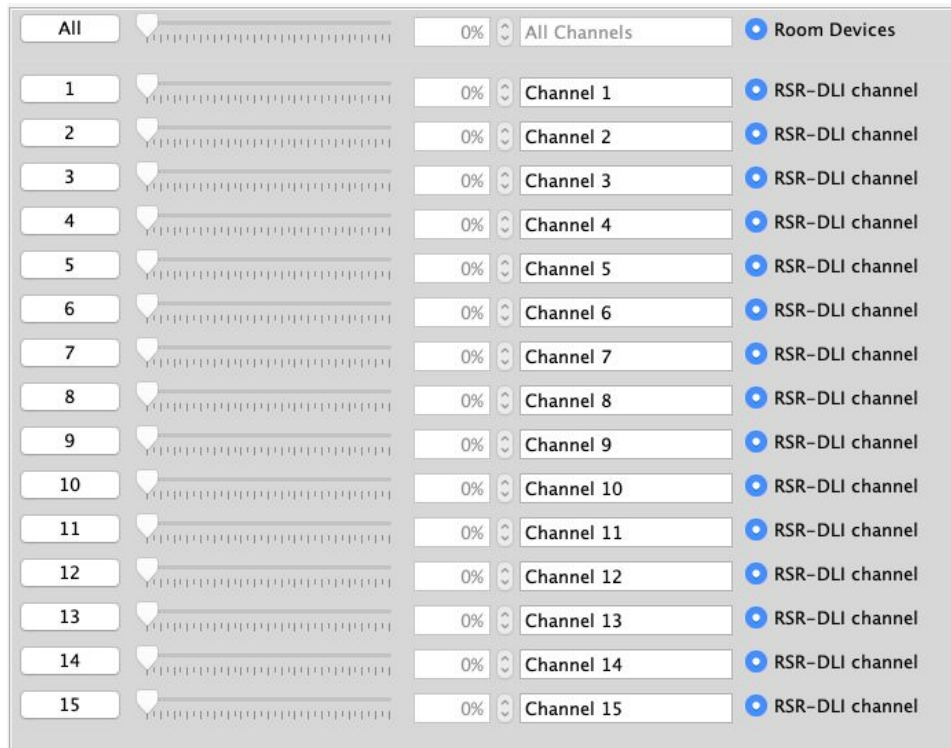 All 0% All Channels Room Devices
1 0% Channel 1 RSR-DLI channel
2 0% Channel 2 RSR-DLI channel
3 0% Channel 3 RSR-DLI channel
4 0% Channel 4 RSR-DLI channel
5 0% Channel 5 RSR-DLI channel
6 0% Channel 6 RSR-DLI channel
7 0% Channel 7 RSR-DLI channel
8 0% Channel 8 RSR-DLI channel
9 0% Channel 9 RSR-DLI channel
10 0% Channel 10 RSR-DLI channel
11 0% Channel 11 RSR-DLI channel
12 0% Channel 12 RSR-DLI channel
13 0% Channel 13 RSR-DLI channel
14 0% Channel 14 RSR-DLI channel
15 0% Channel 15 RSR-DLI channel